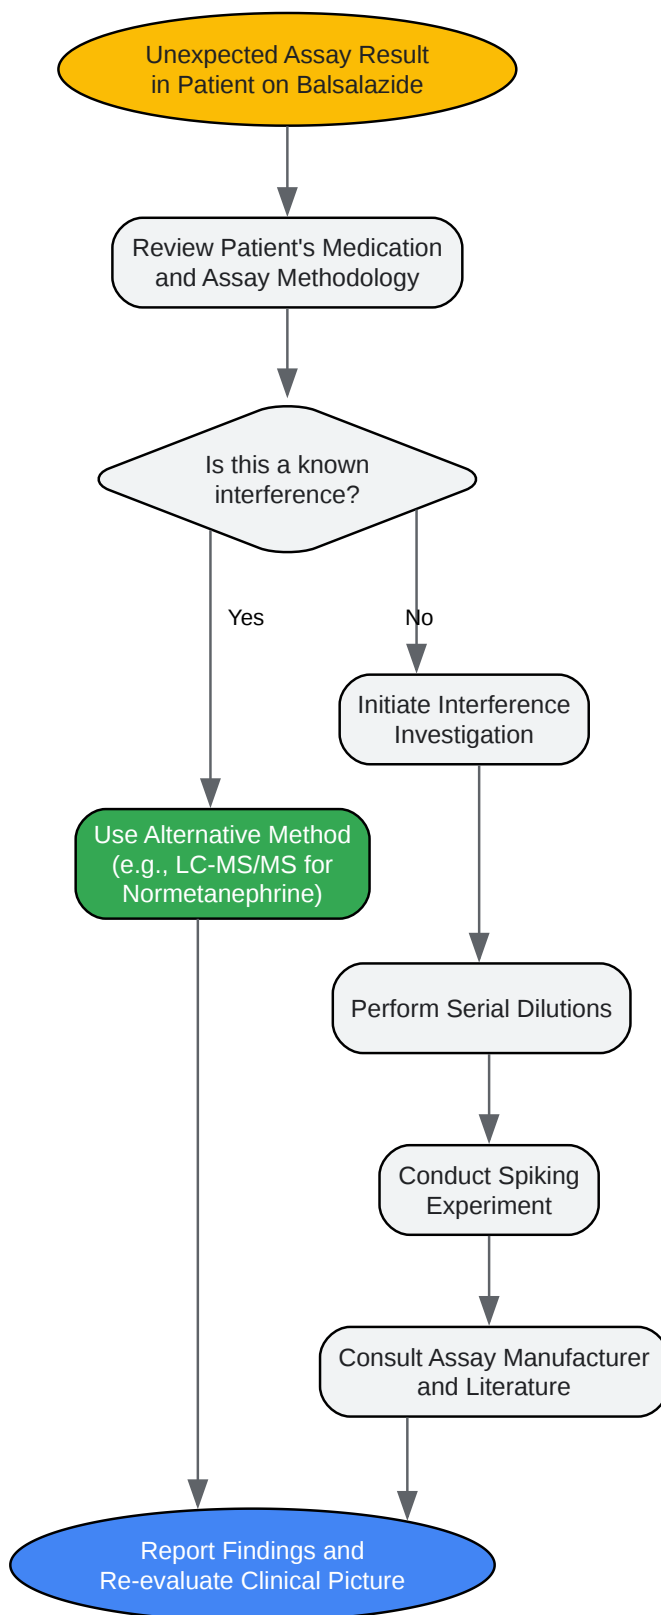 Unexpected Assay Result
in Patient on Balsalazide
Review Patient's Medication
and Assay Methodology
Is this a known
interference?
Yes
No
Initiate Interference
Investigation
Use Alternative Method
(e.g., LC-MS/MS for
Normetanephrine)
Perform Serial Dilutions
Conduct Spiking
Experiment
Consult Assay Manufacturer
and Literature
Report Findings and
Re-evaluate Clinical Picture